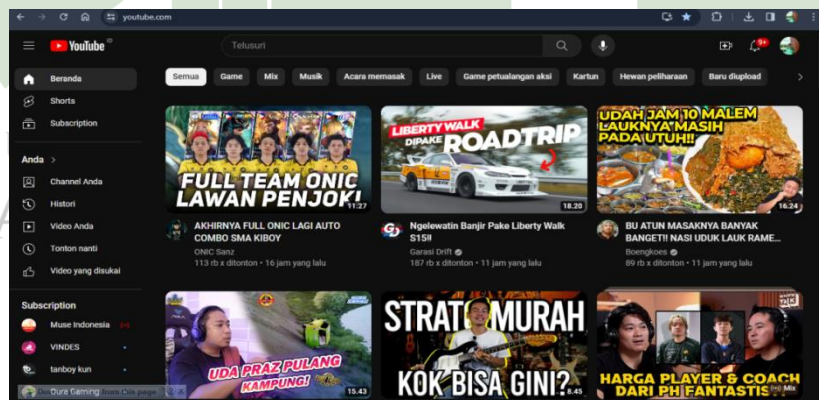 youtube.com
YouTube ID
Telusuri
9+
Beranda
Shorts
Subscription
Anda >
Channel Anda
Histori
Video Anda
Tonton nanti
Video yang disukai
Subscription
Muse Indonesia
VINDES
tanboy kun
Dura Gaming
Semua Game Mix Musik Acara memasak Live Game petualangan aksi Kartun Hewan peliharaan Baru diupload
FULL TEAM ONIC
LAWAN PENJOKI
11.27
AKHIRNYA FULL ONIC LAGI AUTO
COMBO SMA KIBOY
ONIC Sanz
113 rb x ditonton • 16 jam yang lalu
LIBERTY WALK
DIPAKE ROADTRIP
18.20
Ngelewatin Banjir Pake Liberty Walk
S15!!
Garasi Drift
187 rb x ditonton • 11 jam yang lalu
UDAH JAM 10 MALEM
LAUKNYA MASIH
PADA UTUH!!
16.24
BU ATUN MASAKNYA BANYAK
BANGET!! NASI UDUK LAUK RAME...
Boengkoes
89 rb x ditonton • 11 jam yang lalu
UDA PRAZ PULANG
KAMPUNG!
15.43
STRAT MURAH
KOK BISA GINI?
8.45
HARGA PLAYER & COACH
DARI PH FANTASTIS
Mix